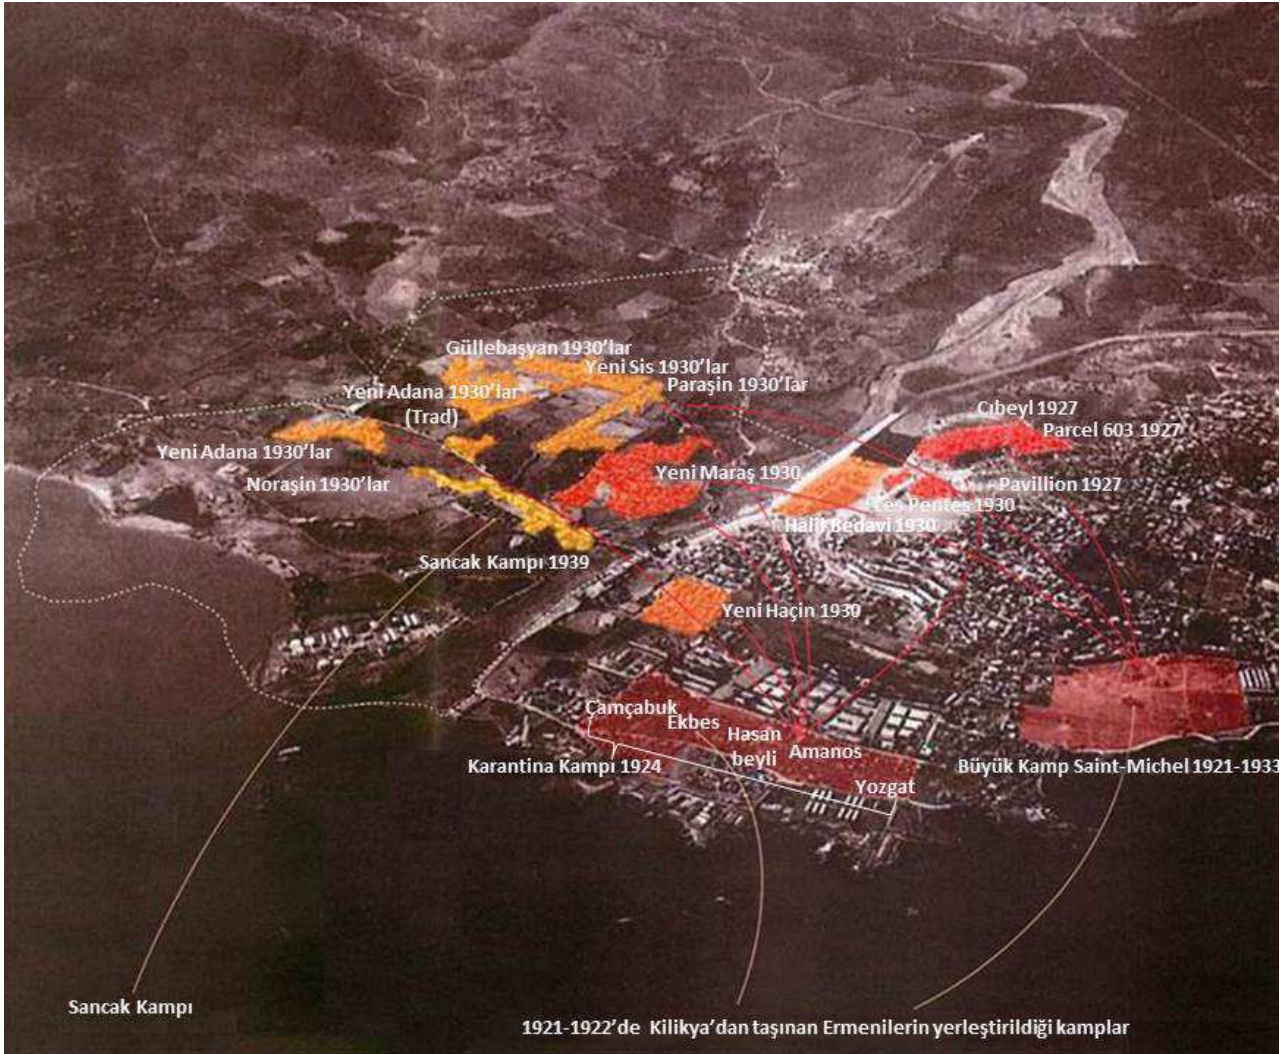 Güllebaşyan 1930’lar
Yeni Sis 1930’lar
Paraşin 1930’lar
Yeni Adana 1930’lar
(Trad)
Cıbeyl 1927
Parcel 603 1927
Yeni Adana 1930’lar
Noraşin 1930’lar
Yeni Maraş 1930
Pavillion 1927
Les Pentes 1930
Halil Bedavi 1930
Sancak Kampı 1939
Yeni Haçin 1930
Çamçabuk
Ekbes
Hasan
beyli
Amanos
Karantina Kampı 1924
Yozgat
Büyük Kamp Saint-Michel 1921-1933
Sancak Kampı
1921-1922’de Kilikya’dan taşınan Ermenilerin yerleştirildiği kamplar